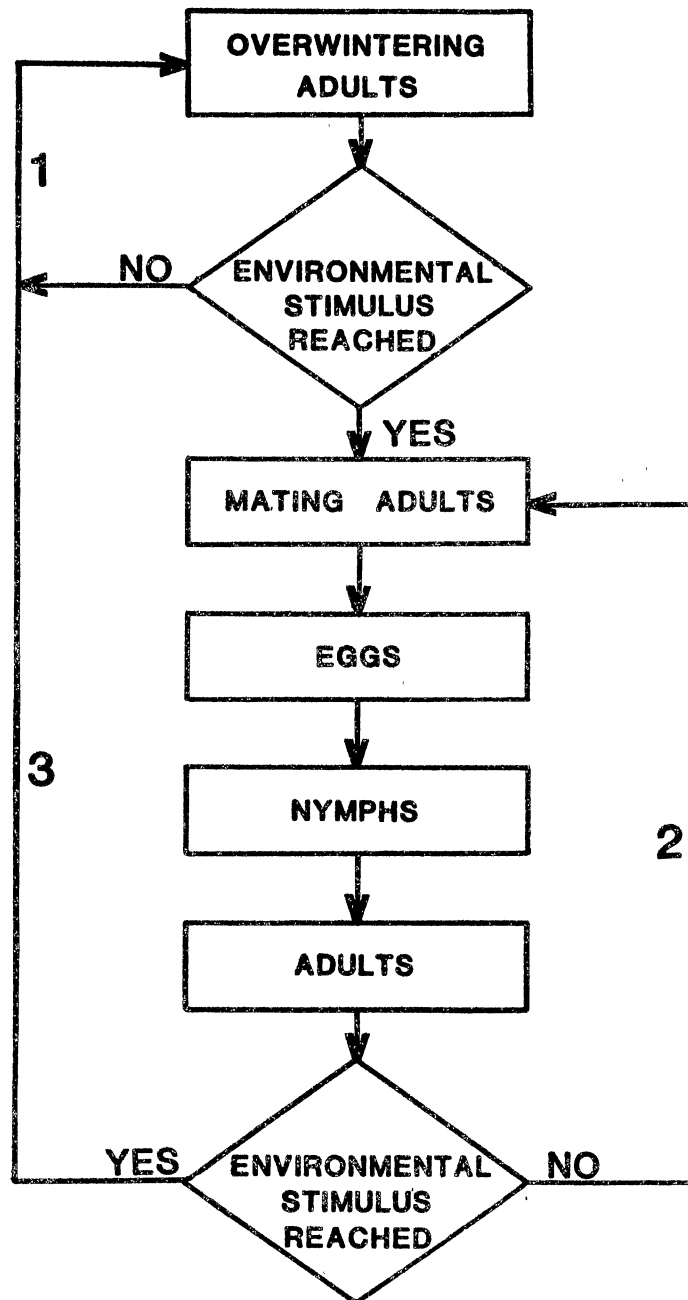 OVERWINTERING
ADULTS
1
NO
ENVIRONMENTAL
STIMULUS
REACHED
YES
MATING ADULTS
EGGS
3
NYMPHS
2
ADULTS
YES
ENVIRONMENTAL
STIMULUS
REACHED
NO